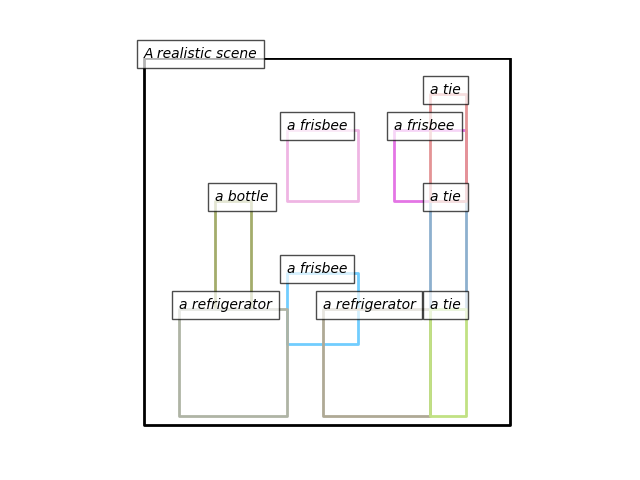 A realistic scene
a tie
a frisbee
a frisbee
a bottle
a tie
a frisbee
a refrigerator
a refrigerator
a tie